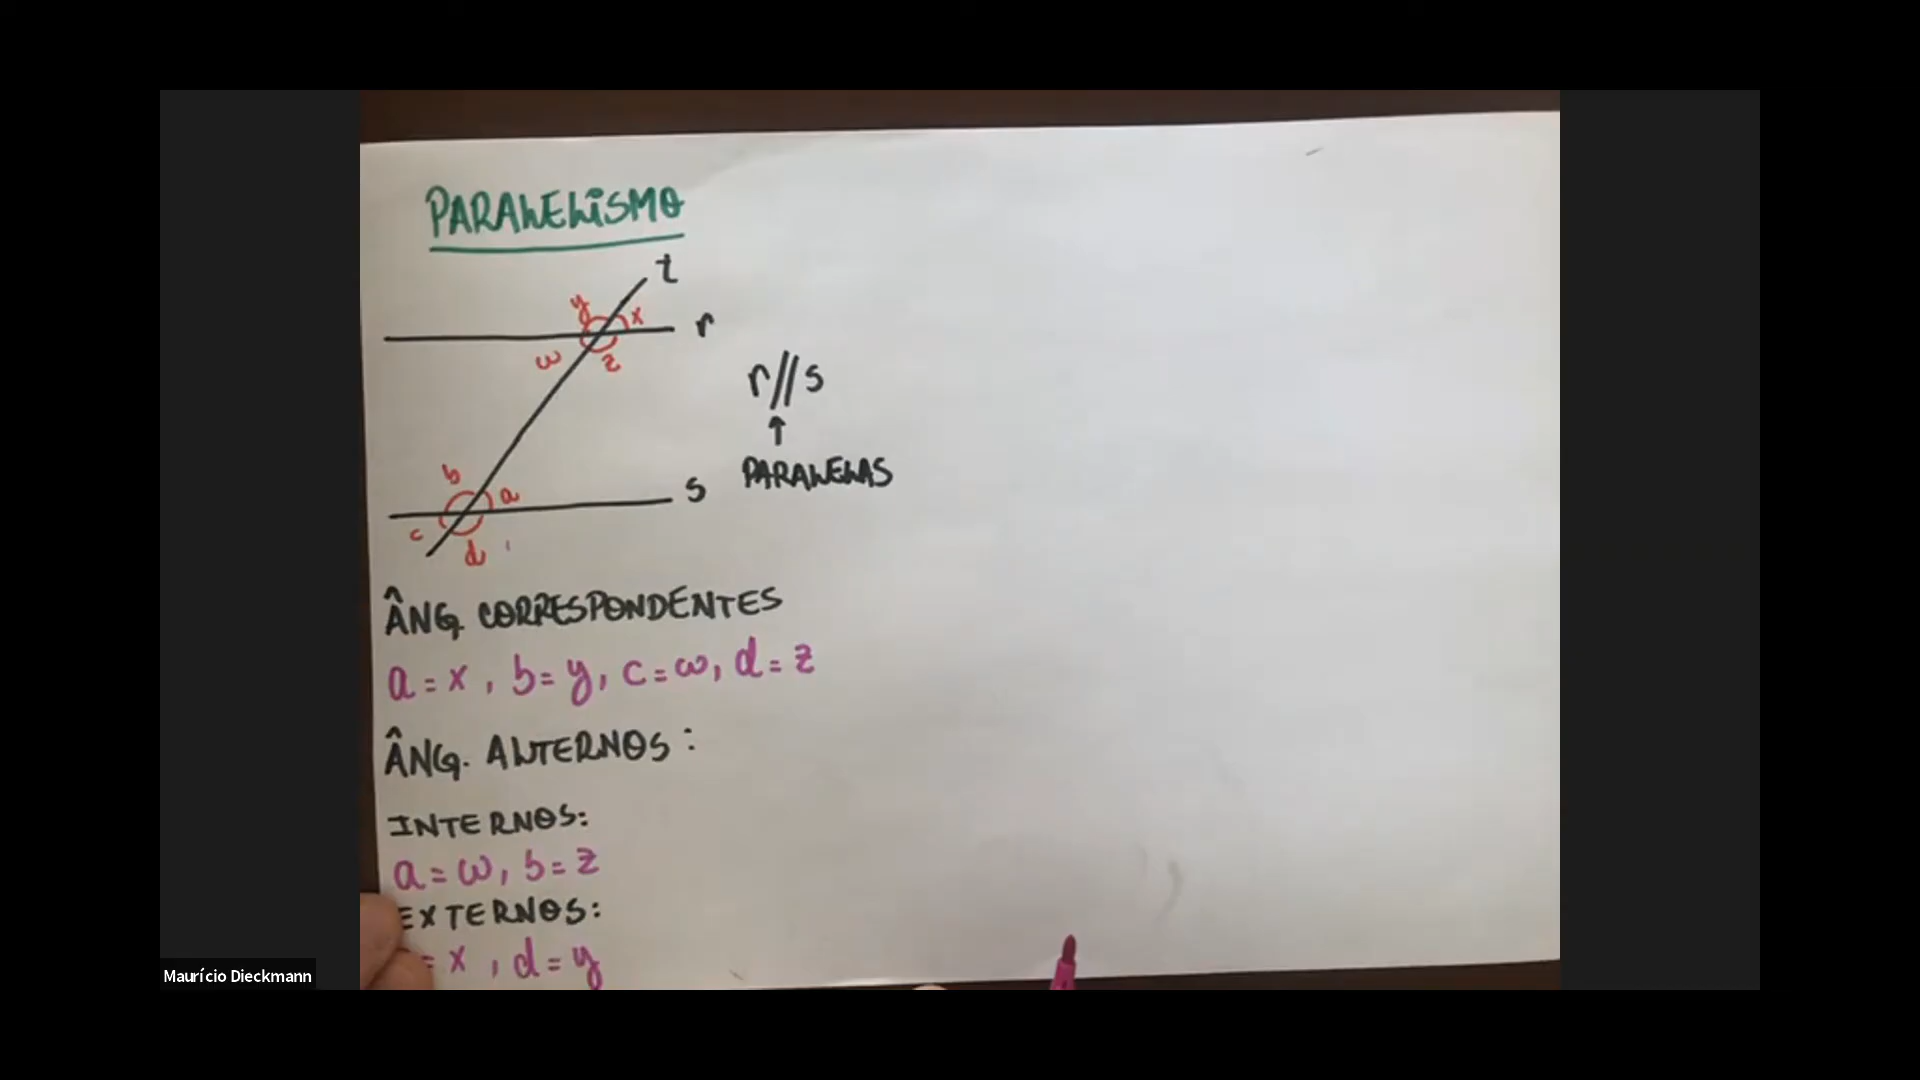 PARALELISMO
t
y x
r
w z
r//s
↑
PARALELAS
b
a
s
c
d
ÂNG. CORRESPONDENTES
a = x , b = y, c = w, d = z
ÂNG. ALTERNOS :
INTERNOS:
a = w, b = z
EXTERNOS:
= x , d = y
Maurício Dieckmann